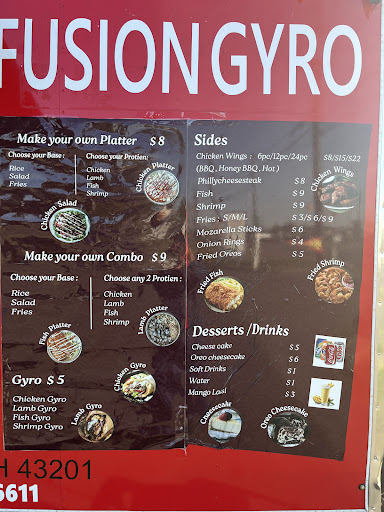 FUSION GYRO
Make your own Platter $ 8
Choose your Base : Choose your Protien:
Rice
Salad
Fries
Chicken
Lamb
Fish
Shrimp
Chicken Platter
Chicken Salad
Make your own Combo $ 9
Choose your Base : Choose any 2 Protien :
Rice
Salad
Fries
Chicken
Lamb
Fish
Shrimp
Fish Platter
Lamb Platter
Gyro $ 5
Chicken Gyro
Lamb Gyro
Fish Gyro
Shrimp Gyro
Chicken Gyro
Lamb Gyro
Sides
Chicken Wings : 6pc/12pc/24pc $8/$15/$22
(BBQ , Honey BBQ , Hot )
Phillycheesesteak $ 8
Fish $ 9
Shrimp $ 9
Fries : S/M/L $ 3/$ 6/$ 9
Mozarella Sticks $ 6
Onion Rings $ 4
Fried Oreos $ 5
Chicken Wings
Fried Fish
Fried Shrimp
Desserts /Drinks
Cheese cake $ 5
Oreo cheesecake $ 6
Soft Drinks $ 1
Water $ 1
Mango Lassi $ 3
Chaesecake
Oreo Cheesecake
H 43201
6611